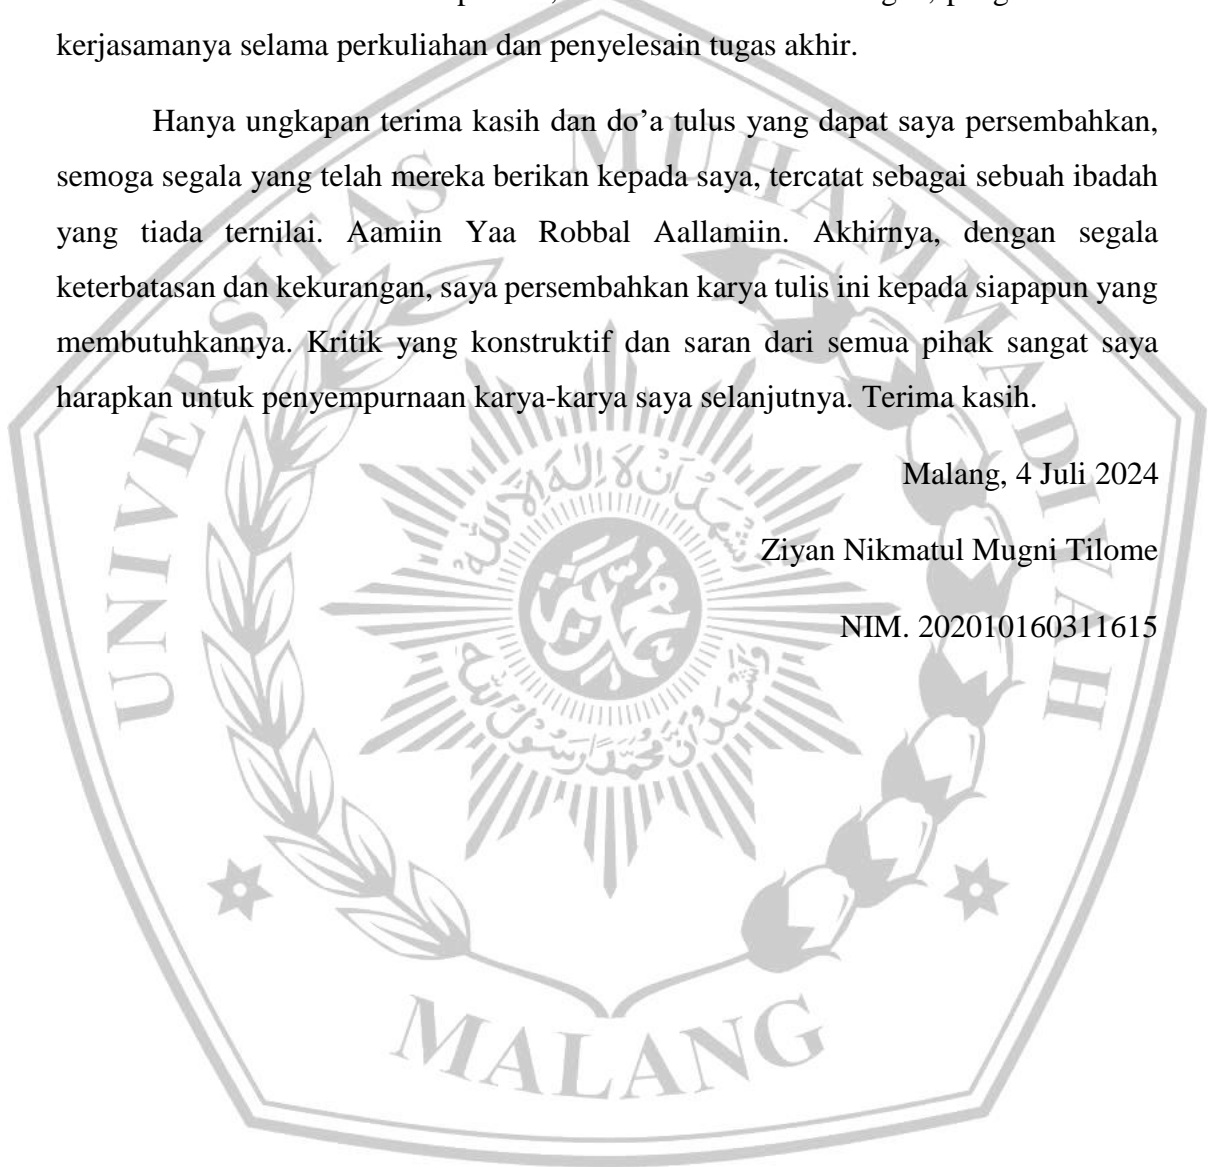 kerjasamanya selama perkuliahan dan penyelesain tugas akhir.
Hanya ungkapan terima kasih dan do’a tulus yang dapat saya persembahkan,
semoga segala yang telah mereka berikan kepada saya, tercatat sebagai sebuah ibadah
yang tiada ternilai. Aamiin Yaa Robbal Aallamiin. Akhirnya, dengan segala
keterbatasan dan kekurangan, saya persembahkan karya tulis ini kepada siapapun yang
membutuhkannya. Kritik yang konstruktif dan saran dari semua pihak sangat saya
harapkan untuk penyempurnaan karya-karya saya selanjutnya. Terima kasih.
Malang, 4 Juli 2024
Ziyan Nikmatul Mugni Tilome
NIM. 202010160311615
UNIVERSITAS MUHAMMADIYAH
MALANG